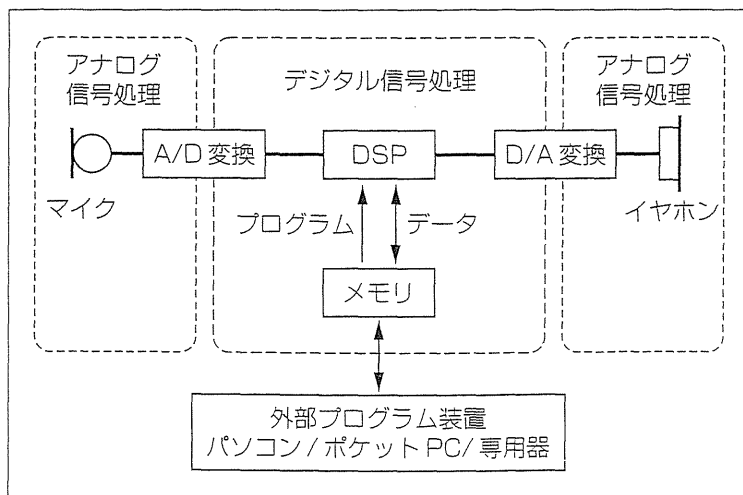 アナログ
信号処理
デジタル信号処理
アナログ
信号処理
A/D 変換
DSP
D/A 変換
マイク
プログラム
データ
イヤホン
メモリ
外部プログラム装置
パソコン/ポケット PC/専用器